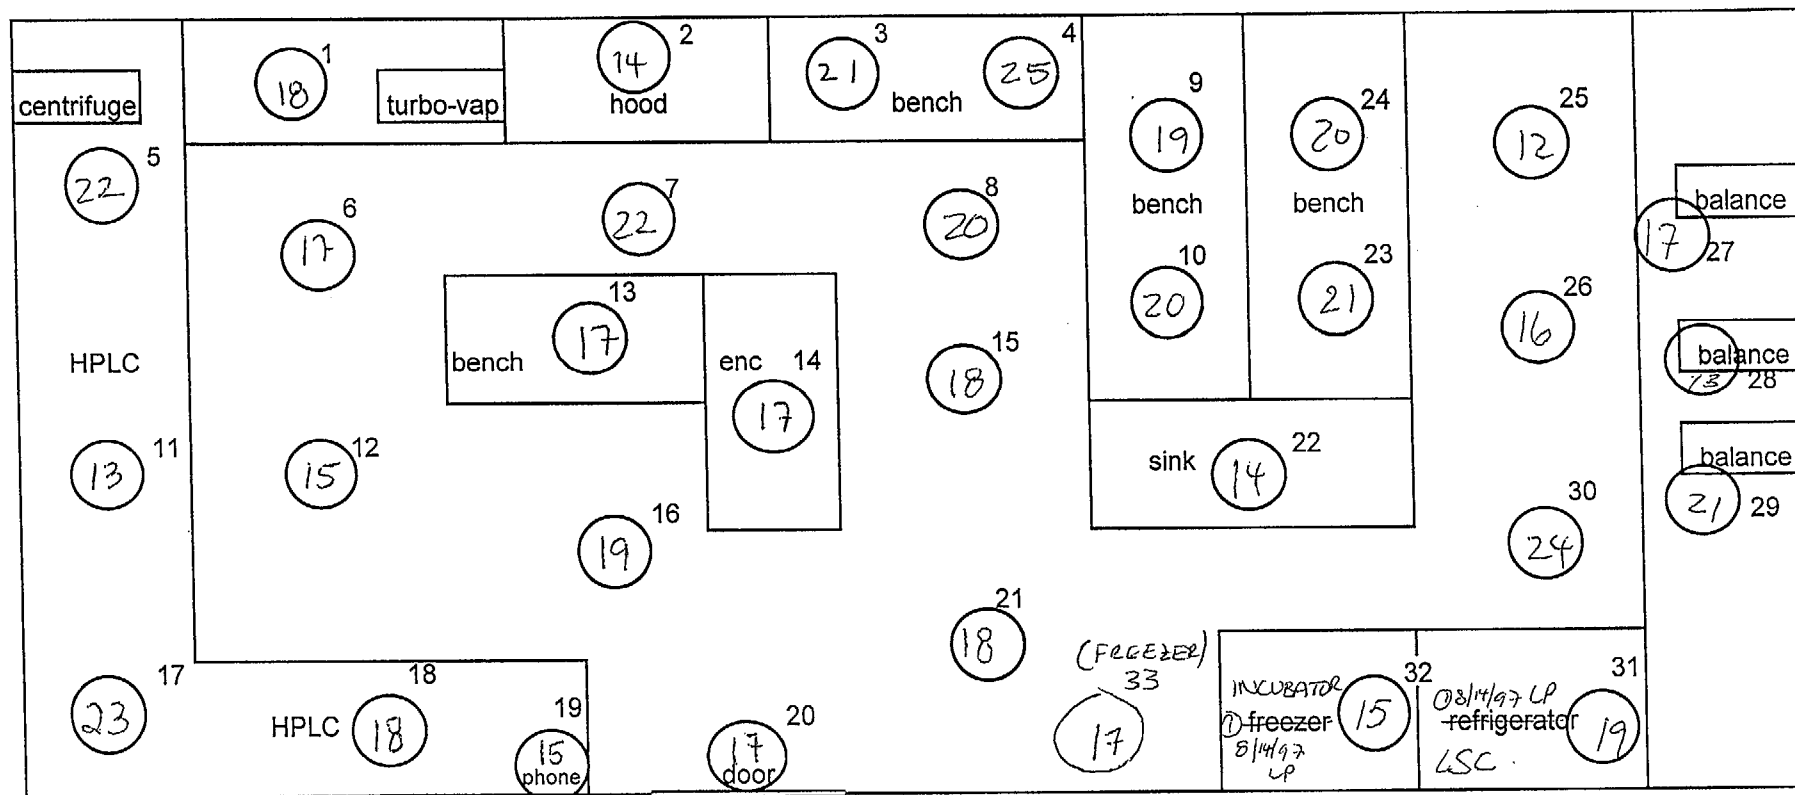 1
18
centrifuge
turbo-vap
2
14
hood
3
21
bench
4
25
5
22
6
17
7
22
8
20
9
19
bench
10
20
24
20
bench
23
21
25
12
26
16
balance
17
27
balance
28
balance
21
29
HPLC
13
17
bench
enc
14
17
15
18
11
13
12
15
16
19
sink
22
14
30
24
17
23
18
HPLC
18
19
15
phone
20
17
door
21
18
(FREEZER)
33
17
INCUBATOR
① freezer
8/14/97
LP
32
15
31
① 8/14/97 LP
refrigerator
LSC
19